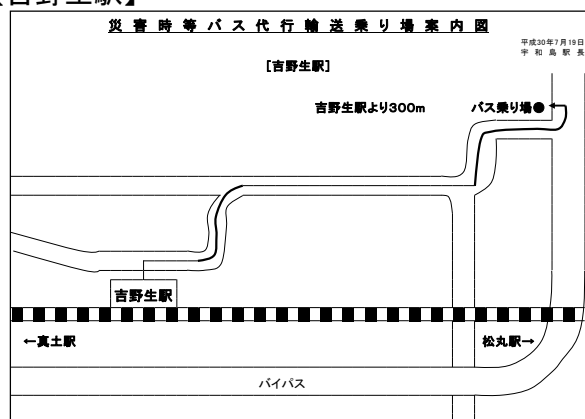 【吉野生駅】
災害時等バス代行輸送乗り場案内図
平成30年7月19日
宇和島駅長
[吉野生駅]
吉野生駅より300m バス乗り場●
吉野生駅
←真土駅 松丸駅→
バイパス